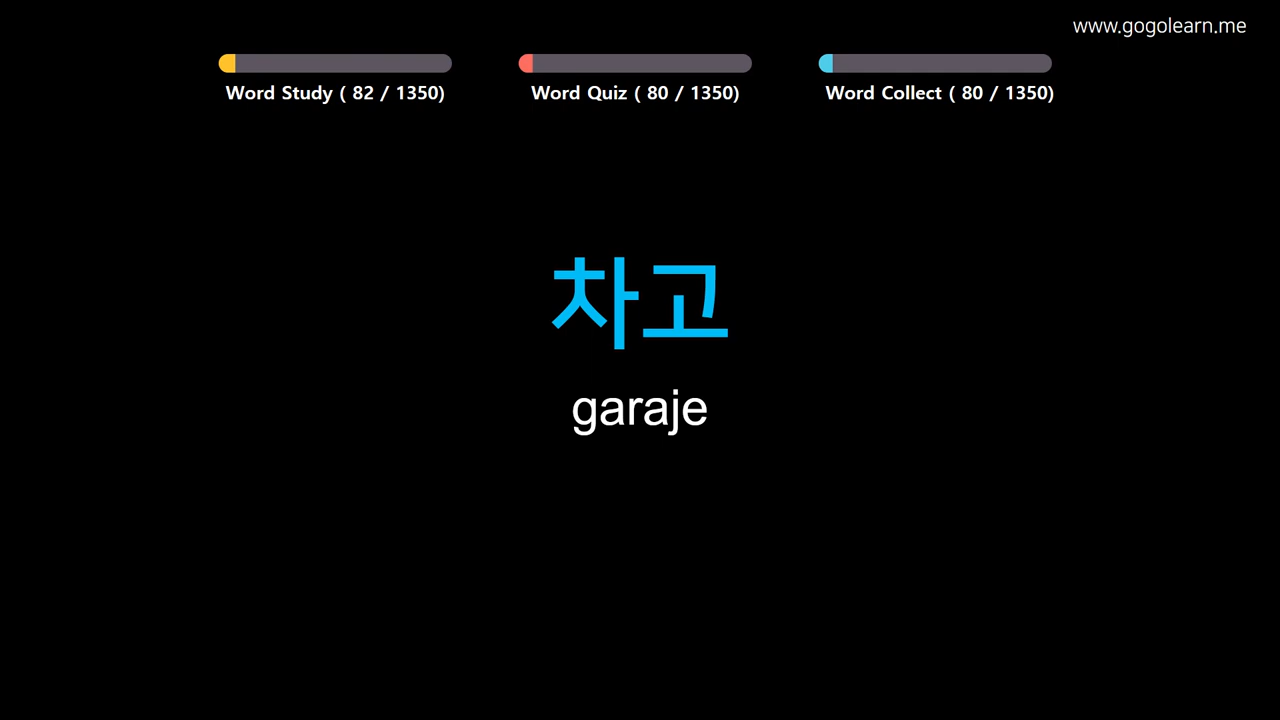 www.gogolearn.me
Word Study ( 82 / 1350)
Word Quiz ( 80 / 1350)
Word Collect ( 80 / 1350)
차고
garaje